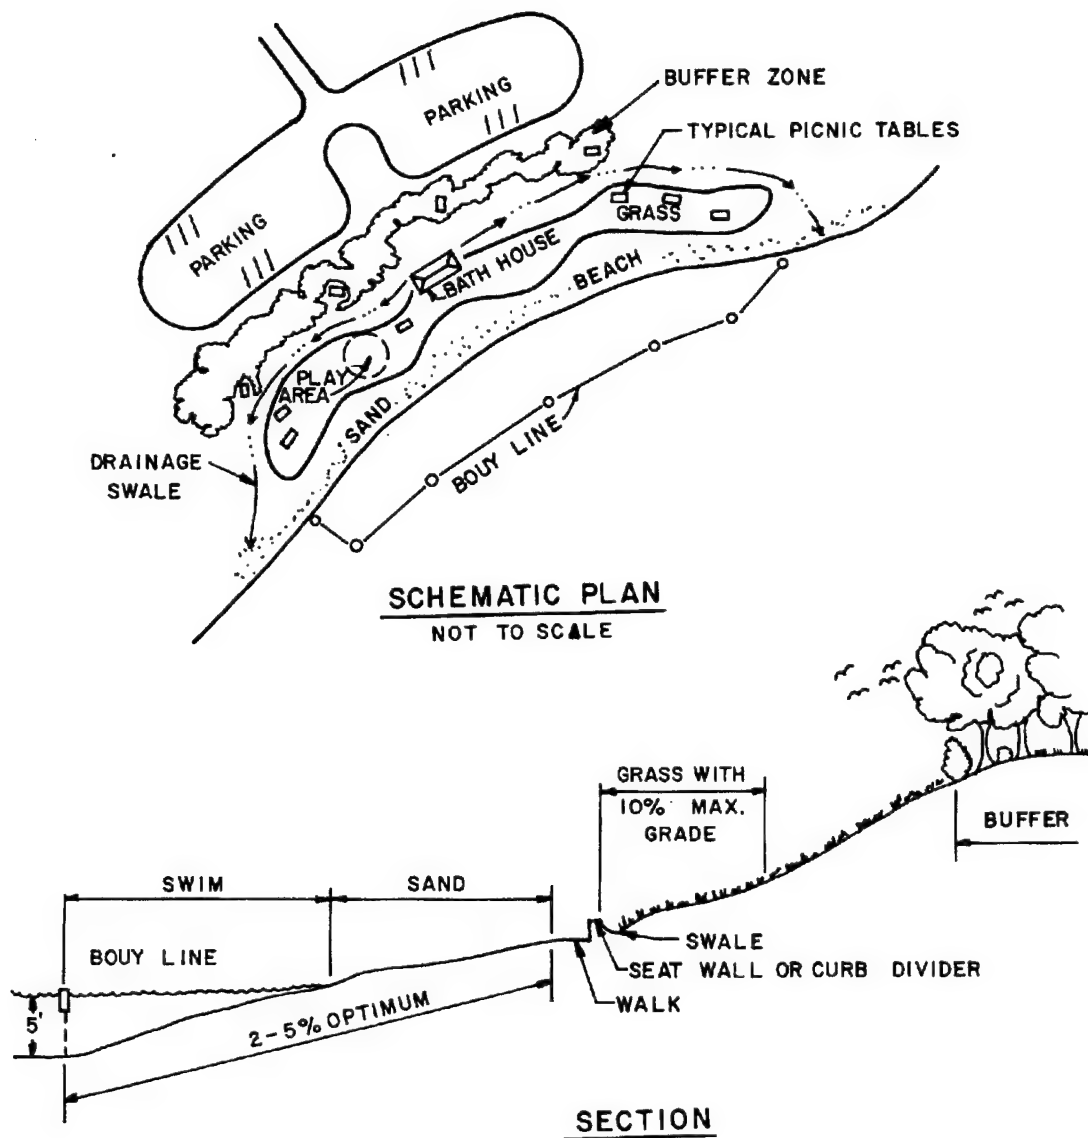 BUFFER ZONE
PARKING
TYPICAL PICNIC TABLES
PARKING
GRASS
BATH HOUSE
BEACH
PLAY
AREA
SAND
BOUY LINE
DRAINAGE
SWALE
SCHEMATIC PLAN
NOT TO SCALE
GRASS WITH
10% MAX.
GRADE
BUFFER
SWIM
SAND
BOUY LINE
SWALE
SEAT WALL OR CURB DIVIDER
WALK
5'
2-5% OPTIMUM
SECTION